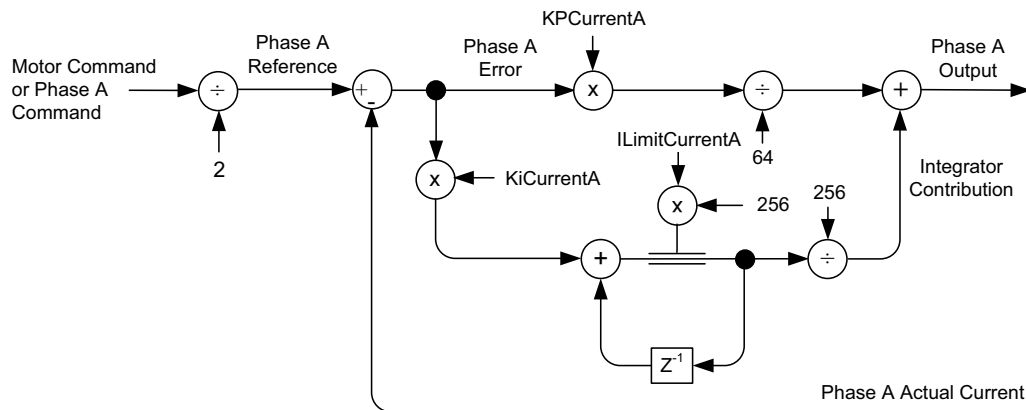 KPCurrentA
Motor Command
or Phase A
Command
÷
2
Phase A
Reference
+
-
Phase A
Error
x
÷
64
+
Phase A
Output
x
KiCurrentA
ILimitCurrentA
x
256
256
Integrator
Contribution
+
÷
Z-1
Phase A Actual Current